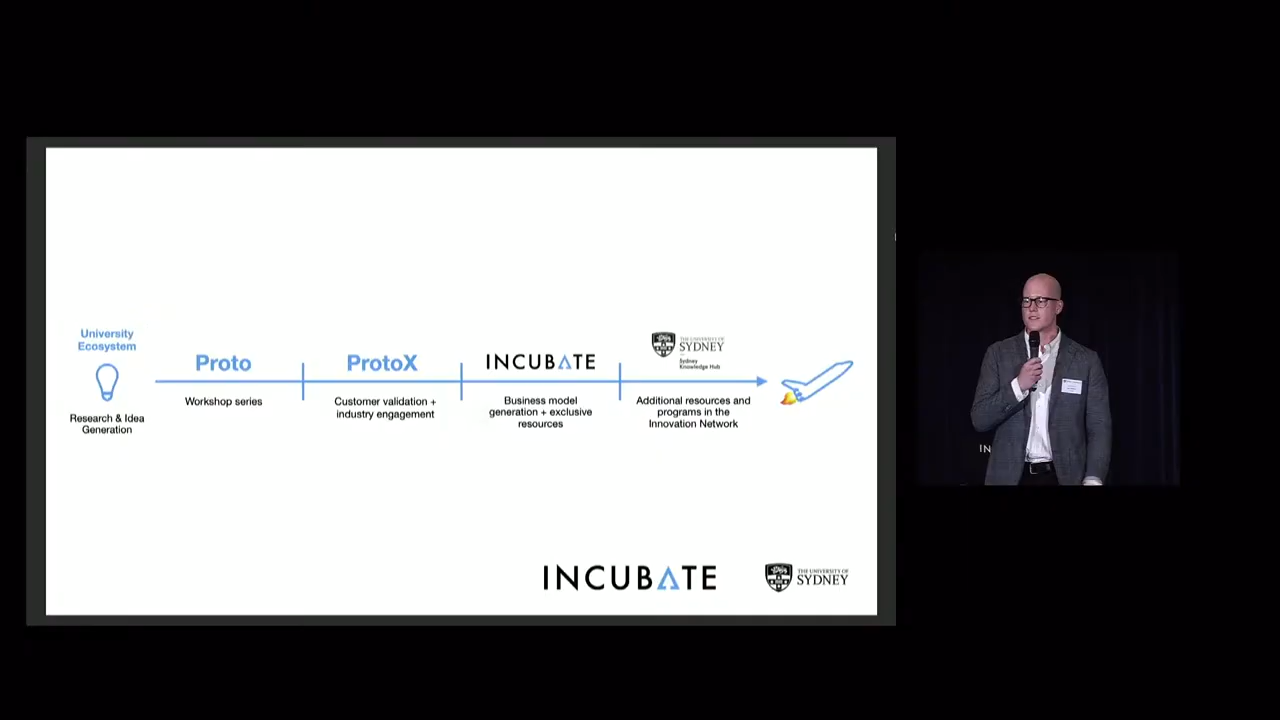 University
Ecosystem
Research & Idea
Generation
Proto
Workshop series
ProtoX
Customer validation +
industry engagement
INCUBATE
Business model
generation + exclusive
resources
THE UNIVERSITY OF
SYDNEY
Sydney
Knowledge Hub
Additional resources and
programs in the
Innovation Network
INCUBATE
THE UNIVERSITY OF
SYDNEY
IN